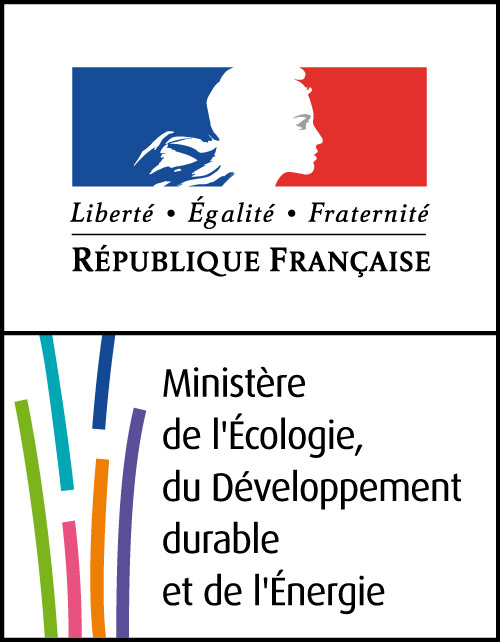 Liberté • Égalité • Fraternité
RÉPUBLIQUE FRANÇAISE
Ministère
de l'Écologie,
du Développement
durable
et de l'Énergie